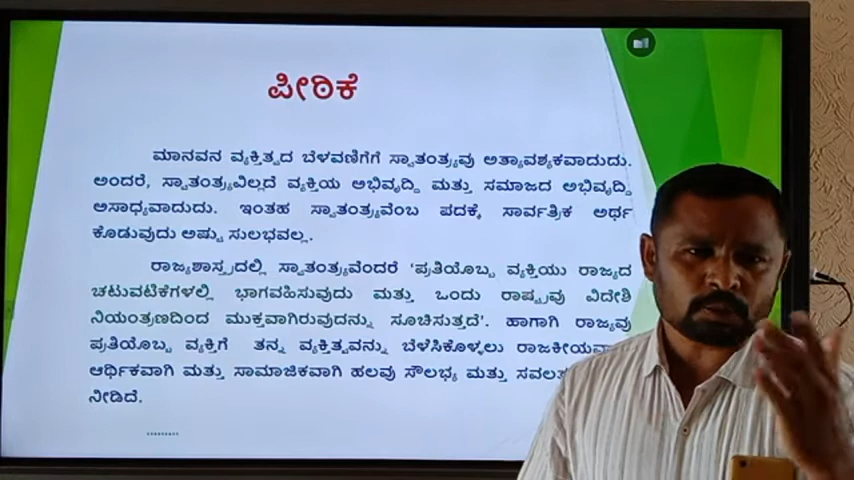 ಪೀಠಿಕೆ
ಮಾನವನ ವ್ಯಕ್ತಿತ್ವದ ಬೆಳವಣಿಗೆಗೆ ಸ್ವಾತಂತ್ರ್ಯವು ಅತ್ಯಾವಶ್ಯಕವಾದುದು.
ಅಂದರೆ, ಸ್ವಾತಂತ್ರ್ಯವಿಲ್ಲದೆ ವ್ಯಕ್ತಿಯ ಅಭಿವೃದ್ಧಿ ಮತ್ತು ಸಮಾಜದ ಅಭಿವೃದ್ಧಿ
ಅಸಾಧ್ಯವಾದುದು. ಇಂತಹ ಸ್ವಾತಂತ್ರ್ಯವೆಂಬ ಪದಕ್ಕೆ ಸಾರ್ವತ್ರಿಕ ಅರ್ಥ
ಕೊಡುವುದು ಅಷ್ಟು ಸುಲಭವಲ್ಲ.
ರಾಜ್ಯಶಾಸ್ತ್ರದಲ್ಲಿ ಸ್ವಾತಂತ್ರ್ಯವೆಂದರೆ 'ಪ್ರತಿಯೊಬ್ಬ ವ್ಯಕ್ತಿಯು ರಾಜ್ಯದ
ಚಟುವಟಿಕೆಗಳಲ್ಲಿ ಭಾಗವಹಿಸುವುದು ಮತ್ತು ಒಂದು ರಾಷ್ಟ್ರವು ವಿದೇಶಿ
ನಿಯಂತ್ರಣದಿಂದ ಮುಕ್ತವಾಗಿರುವುದನ್ನು ಸೂಚಿಸುತ್ತದೆ'. ಹಾಗಾಗಿ ರಾಜ್ಯವು
ಪ್ರತಿಯೊಬ್ಬ ವ್ಯಕ್ತಿಗೆ ತನ್ನ ವ್ಯಕ್ತಿತ್ವವನ್ನು ಬೆಳೆಸಿಕೊಳ್ಳಲು
ಆರ್ಥಿಕವಾಗಿ ಮತ್ತು ಸಾಮಾಜಿಕವಾಗಿ ಹಲವು ಸೌಲಭ್ಯ ಮತ್ತು
ನೀಡಿದೆ.